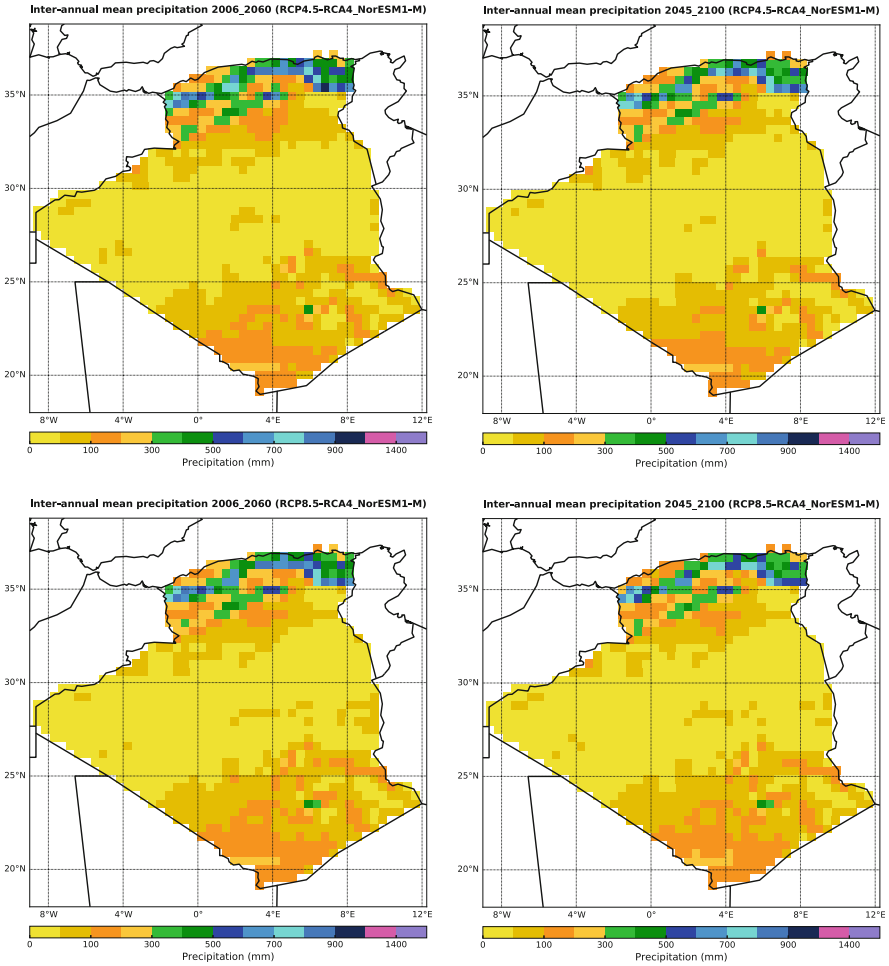 Inter-annual mean precipitation 2006_2060 (RCP4.5-RCA4_NorESM1-M)
35°N
30°N
25°N
20°N
8°W 4°W 0° 4°E 8°E 12°E
0 100 300 500 700 900 1400
Precipitation (mm)
Inter-annual mean precipitation 2045_2100 (RCP4.5-RCA4_NorESM1-M)
35°N
30°N
25°N
20°N
8°W 4°W 0° 4°E 8°E 12°E
0 100 300 500 700 900 1400
Precipitation (mm)
Inter-annual mean precipitation 2006_2060 (RCP8.5-RCA4_NorESM1-M)
35°N
30°N
25°N
20°N
8°W 4°W 0° 4°E 8°E 12°E
0 100 300 500 700 900 1400
Precipitation (mm)
Inter-annual mean precipitation 2045_2100 (RCP8.5-RCA4_NorESM1-M)
35°N
30°N
25°N
20°N
8°W 4°W 0° 4°E 8°E 12°E
0 100 300 500 700 900 1400
Precipitation (mm)